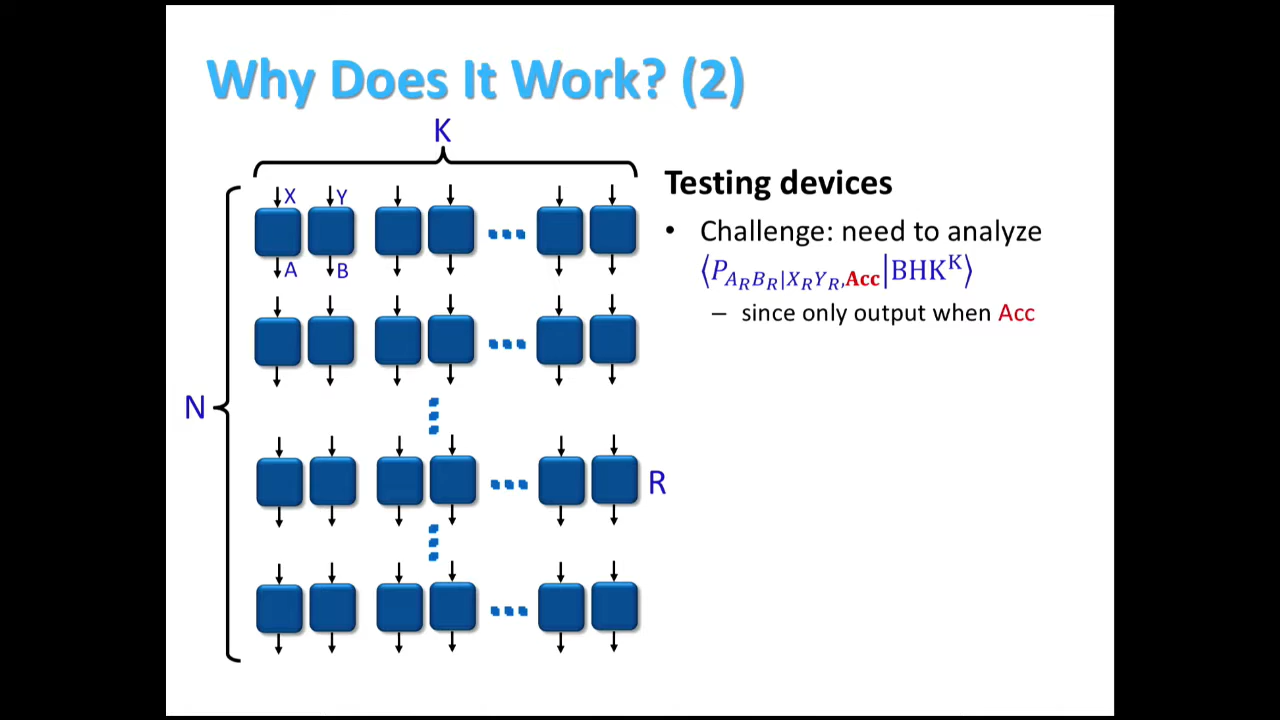 Why Does It Work? (2)
K
X Y
A B
N
R
Testing devices
• Challenge: need to analyze
⟨P_{A_R B_R|X_R Y_R,Acc}|BHK^K⟩
– since only output when Acc